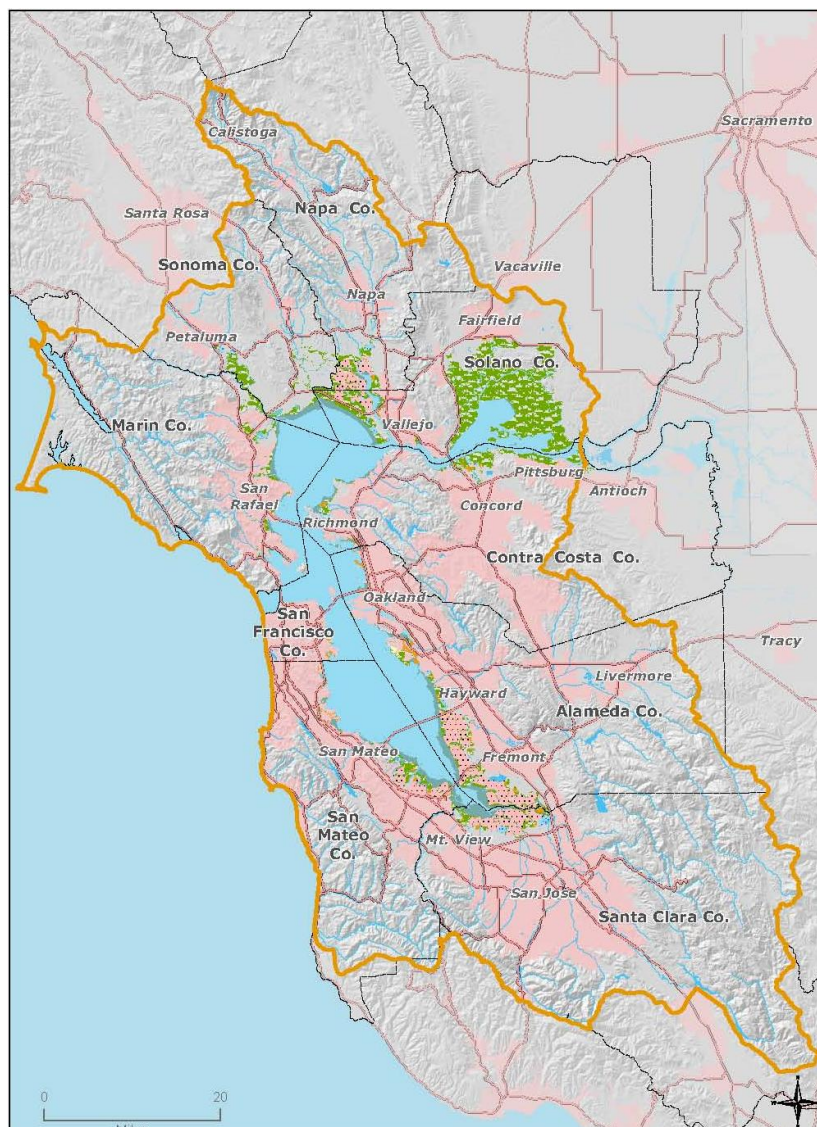 Calistoga
Sacramento
Santa Rosa
Napa Co.
Sonoma Co.
Vacaville
Napa
Fairfield
Petaluma
Solano Co.
Marin Co.
Vallejo
Pittsburg
San
Rafael
Antioch
Concord
Richmond
Contra Costa Co.
Oakland
San
Francisco
Co.
Tracy
Livermore
Hayward
Alameda Co.
San Mateo
Fremont
San
Mateo
Co.
Mt. View
San Jose
Santa Clara Co.
0 20